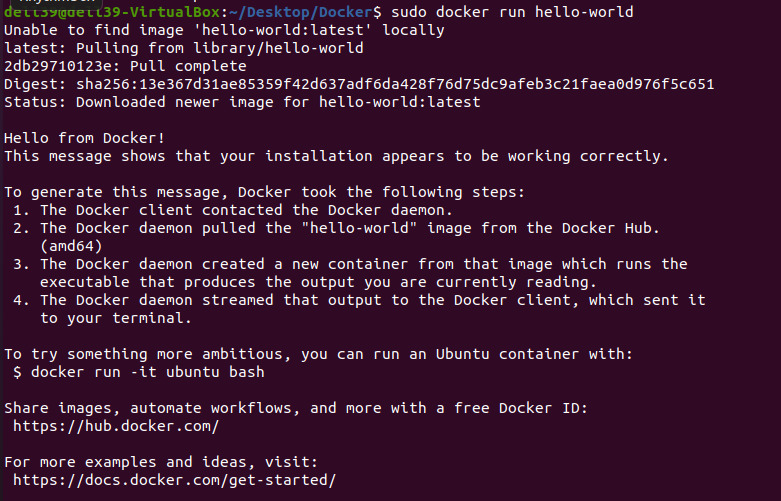 dell39@dell39-VirtualBox:~/Desktop/Docker$ sudo docker run hello-world
Unable to find image 'hello-world:latest' locally
latest: Pulling from library/hello-world
2db29710123e: Pull complete
Digest: sha256:13e367d31ae85359f42d637adf6da428f76d75dc9afeb3c21faea0d976f5c651
Status: Downloaded newer image for hello-world:latest

Hello from Docker!
This message shows that your installation appears to be working correctly.

To generate this message, Docker took the following steps:
 1. The Docker client contacted the Docker daemon.
 2. The Docker daemon pulled the "hello-world" image from the Docker Hub.
    (amd64)
 3. The Docker daemon created a new container from that image which runs the
    executable that produces the output you are currently reading.
 4. The Docker daemon streamed that output to the Docker client, which sent it
    to your terminal.

To try something more ambitious, you can run an Ubuntu container with:
 $ docker run -it ubuntu bash

Share images, automate workflows, and more with a free Docker ID:
 https://hub.docker.com/

For more examples and ideas, visit:
 https://docs.docker.com/get-started/